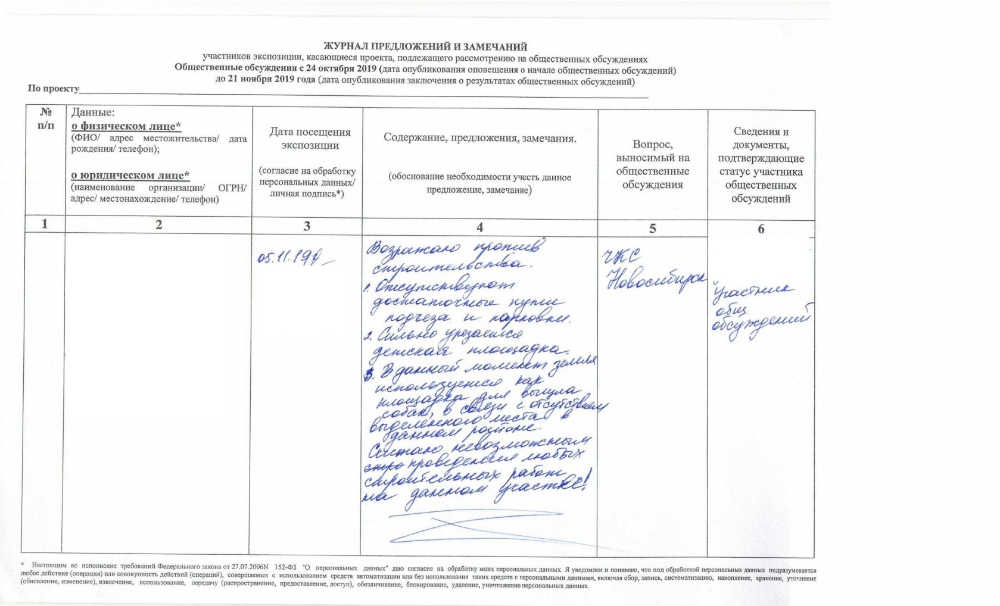 ЖУРНАЛ ПРЕДЛОЖЕНИЙ И ЗАМЕЧАНИЙ
участников экспозиции, касающиеся проекта, подлежащего рассмотрению на общественных обсуждениях
Общественные обсуждения с 24 октября 2019 (дата опубликования оповещения о начале общественных обсуждений)
до 21 ноября 2019 года (дата опубликования заключения о результатах общественных обсуждений)
По проекту
№
п/п
Данные:
о физическом лице*
(ФИО/ адрес местожительства/ дата
рождения/ телефон);
о юридическом лице*
(наименование организации/ ОГРН/
адрес/ местонахождение/ телефон)
Дата посещения
экспозиции
(согласие на обработку
персональных данных/
личная подпись*)
Содержание, предложения, замечания.
(обоснование необходимости учесть данное
предложение, замечание)
Вопрос,
выносимый на
общественные
обсуждения
Сведения и
документы,
подтверждающие
статус участника
общественных
обсуждений
1
2
3
4
5
6
05.11.19
Возражаю против
строительства.
1. Отсутствуют
достаточные пути
подъеза и парковки.
2. Сильно урезается
детская площадка.
3. В данный момент земля
используется как
площадка для выгула
собак, в связи с отсутствием
выделенного места в
данном районе.
Считаю невозможным
стро проведения любых
строительных работ
на данном участке!
ЧКС
Новосибирск
Участник
общ.
обсуждений
* Настоящим во исполнение требований Федерального закона от 27.07.2006N 152-ФЗ "О персональных данных" даю согласие на обработку моих персональных данных. Я уведомлен и понимаю, что под обработкой персональных данных подразумевается
любое действие (операция) или совокупность действий (операций), совершаемых с использованием средств автоматизации или без использования таких средств с персональными данными, включая сбор, запись, систематизацию, накопление, хранение, уточнение
(обновление, изменение), извлечение, использование, передачу (распространение, предоставление, доступ), обезличивание, блокирование, удаление, уничтожение персональных данных.